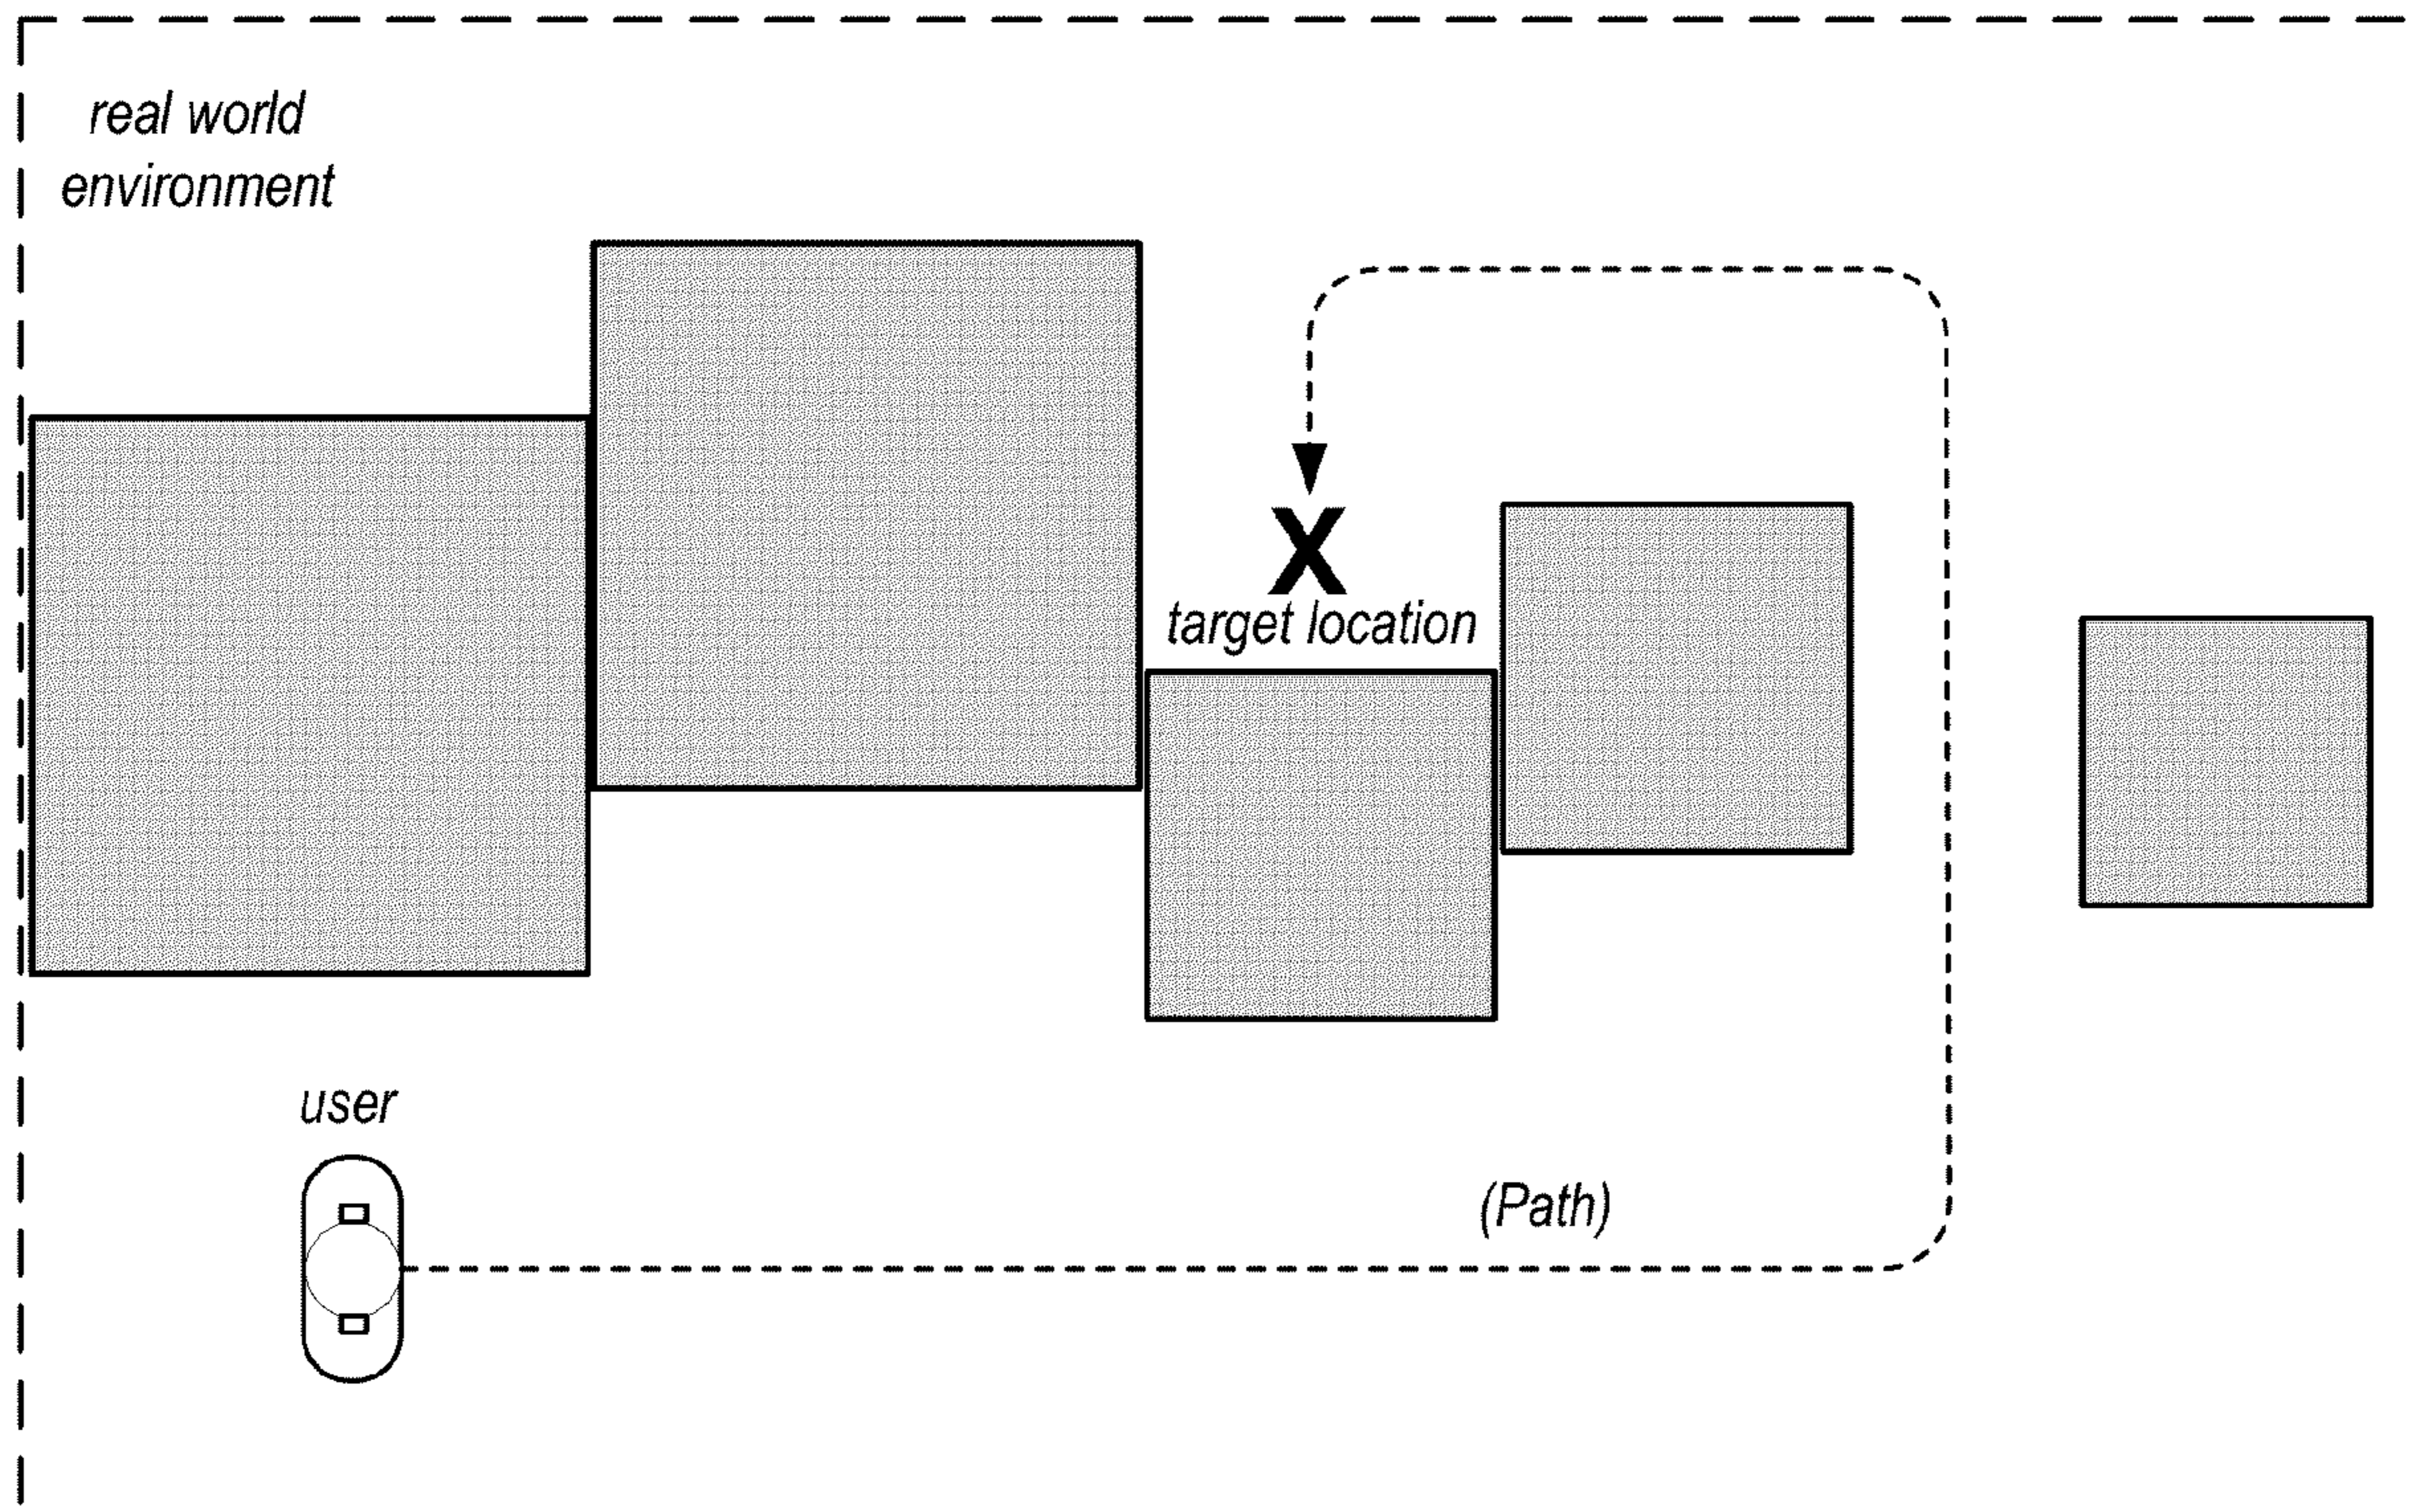 real world
environment
X
target location
user
(Path)